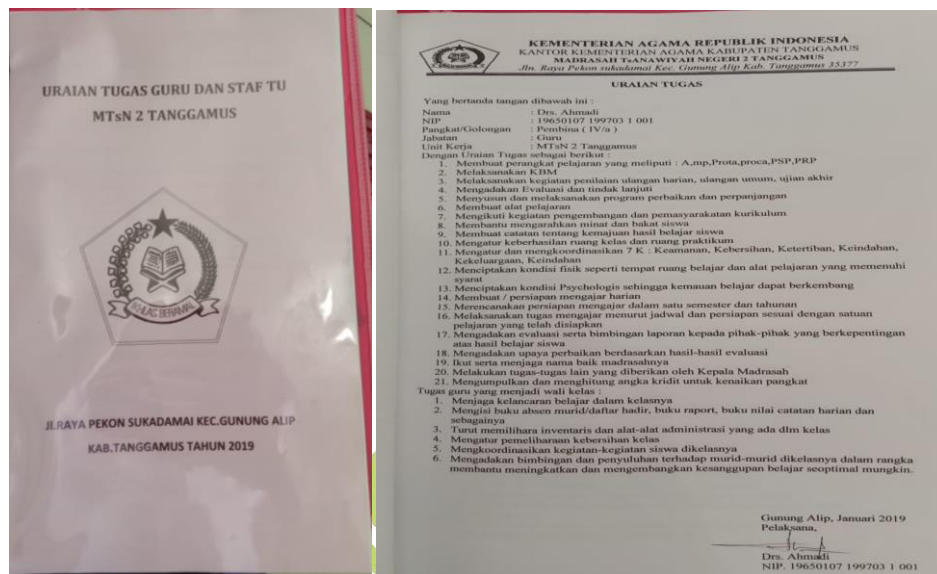 URAIAN TUGAS GURU DAN STAF TU
MTsN 2 TANGGAMUS
IKHLAS BERAMAL
Jl.RAYA PEKON SUKADAMAI KEC.GUNUNG ALIP
KAB.TANGGAMUS TAHUN 2019
KEMENTERIAN AGAMA REPUBLIK INDONESIA
KANTOR KEMENTERIAN AGAMA KABUPATEN TANGGAMUS
MADRASAH TsANAWIYAH NEGERI 2 TANGGAMUS
Jln. Raya Pekon sukadamai Kec. Gunung Alip Kab. Tanggamus 35377
URAIAN TUGAS
Yang bertanda tangan dibawah ini :
Nama : Drs. Ahmadi
NIP : 19650107 199703 1 001
Pangkat/Golongan : Pembina ( IV/a )
Jabatan : Guru
Unit Kerja : MTsN 2 Tanggamus
Dengan Uraian Tugas sebagai berikut :
1. Membuat perangkat pelajaran yang meliputi : A,mp,Prota,proca,PSP,PRP
2. Melaksanakan KBM
3. Melaksanakan kegiatan penilaian ulangan harian, ulangan umum, ujian akhir
4. Mengadakan Evaluasi dan tindak lanjuti
5. Menyusun dan melaksanakan program perbaikan dan perpanjangan
6. Membuat alat pelajaran
7. Mengikuti kegiatan pengembangan dan pemasyarakatan kurikulum
8. Membantu mengarahkan minat dan bakat siswa
9. Membuat catatan tentang kemajuan hasil belajar siswa
10. Mengatur keberhasilan ruang kelas dan ruang praktikum
11. Mengatur dan mengkoordinasikan 7 K : Keamanan, Kebersihan, Ketertiban, Keindahan,
Kekeluargaan, Keindahan
12. Menciptakan kondisi fisik seperti tempat ruang belajar dan alat pelajaran yang memenuhi
syarat
13. Menciptakan kondisi Psychologis sehingga kemauan belajar dapat berkembang
14. Membuat / persiapan mengajar harian
15. Merencanakan persiapan mengajar dalam satu semester dan tahunan
16. Melaksanakan tugas mengajar menurut jadwal dan persiapan sesuai dengan satuan
pelajaran yang telah disiapkan
17. Mengadakan evaluasi serta bimbingan laporan kepada pihak-pihak yang berkepentingan
atas hasil belajar siswa
18. Mengadakan upaya perbaikan berdasarkan hasil-hasil evaluasi
19. Ikut serta menjaga nama baik madrasahnya
20. Melakukan tugas-tugas lain yang diberikan oleh Kepala Madrasah
21. Mengumpulkan dan menghitung angka kridit untuk kenaikan pangkat
Tugas guru yang menjadi wali kelas :
1. Menjaga kelancaran belajar dalam kelasnya
2. Mengisi buku absen murid/daftar hadir, buku raport, buku nilai catatan harian dan
sebagainya
3. Turut memilihara inventaris dan alat-alat administrasi yang ada dlm kelas
4. Mengatur pemeliharaan kebersihan kelas
5. Mengkoordinasikan kegiatan-kegiatan siswa dikelasnya
6. Mengadakan bimbingan dan penyuluhan terhadap murid-murid dikelasnya dalam rangka
membantu meningkatkan dan mengembangkan kesanggupan belajar seoptimal mungkin.
Gunung Alip, Januari 2019
Pelaksana,
Drs. Ahmadi
NIP. 19650107 199703 1 001